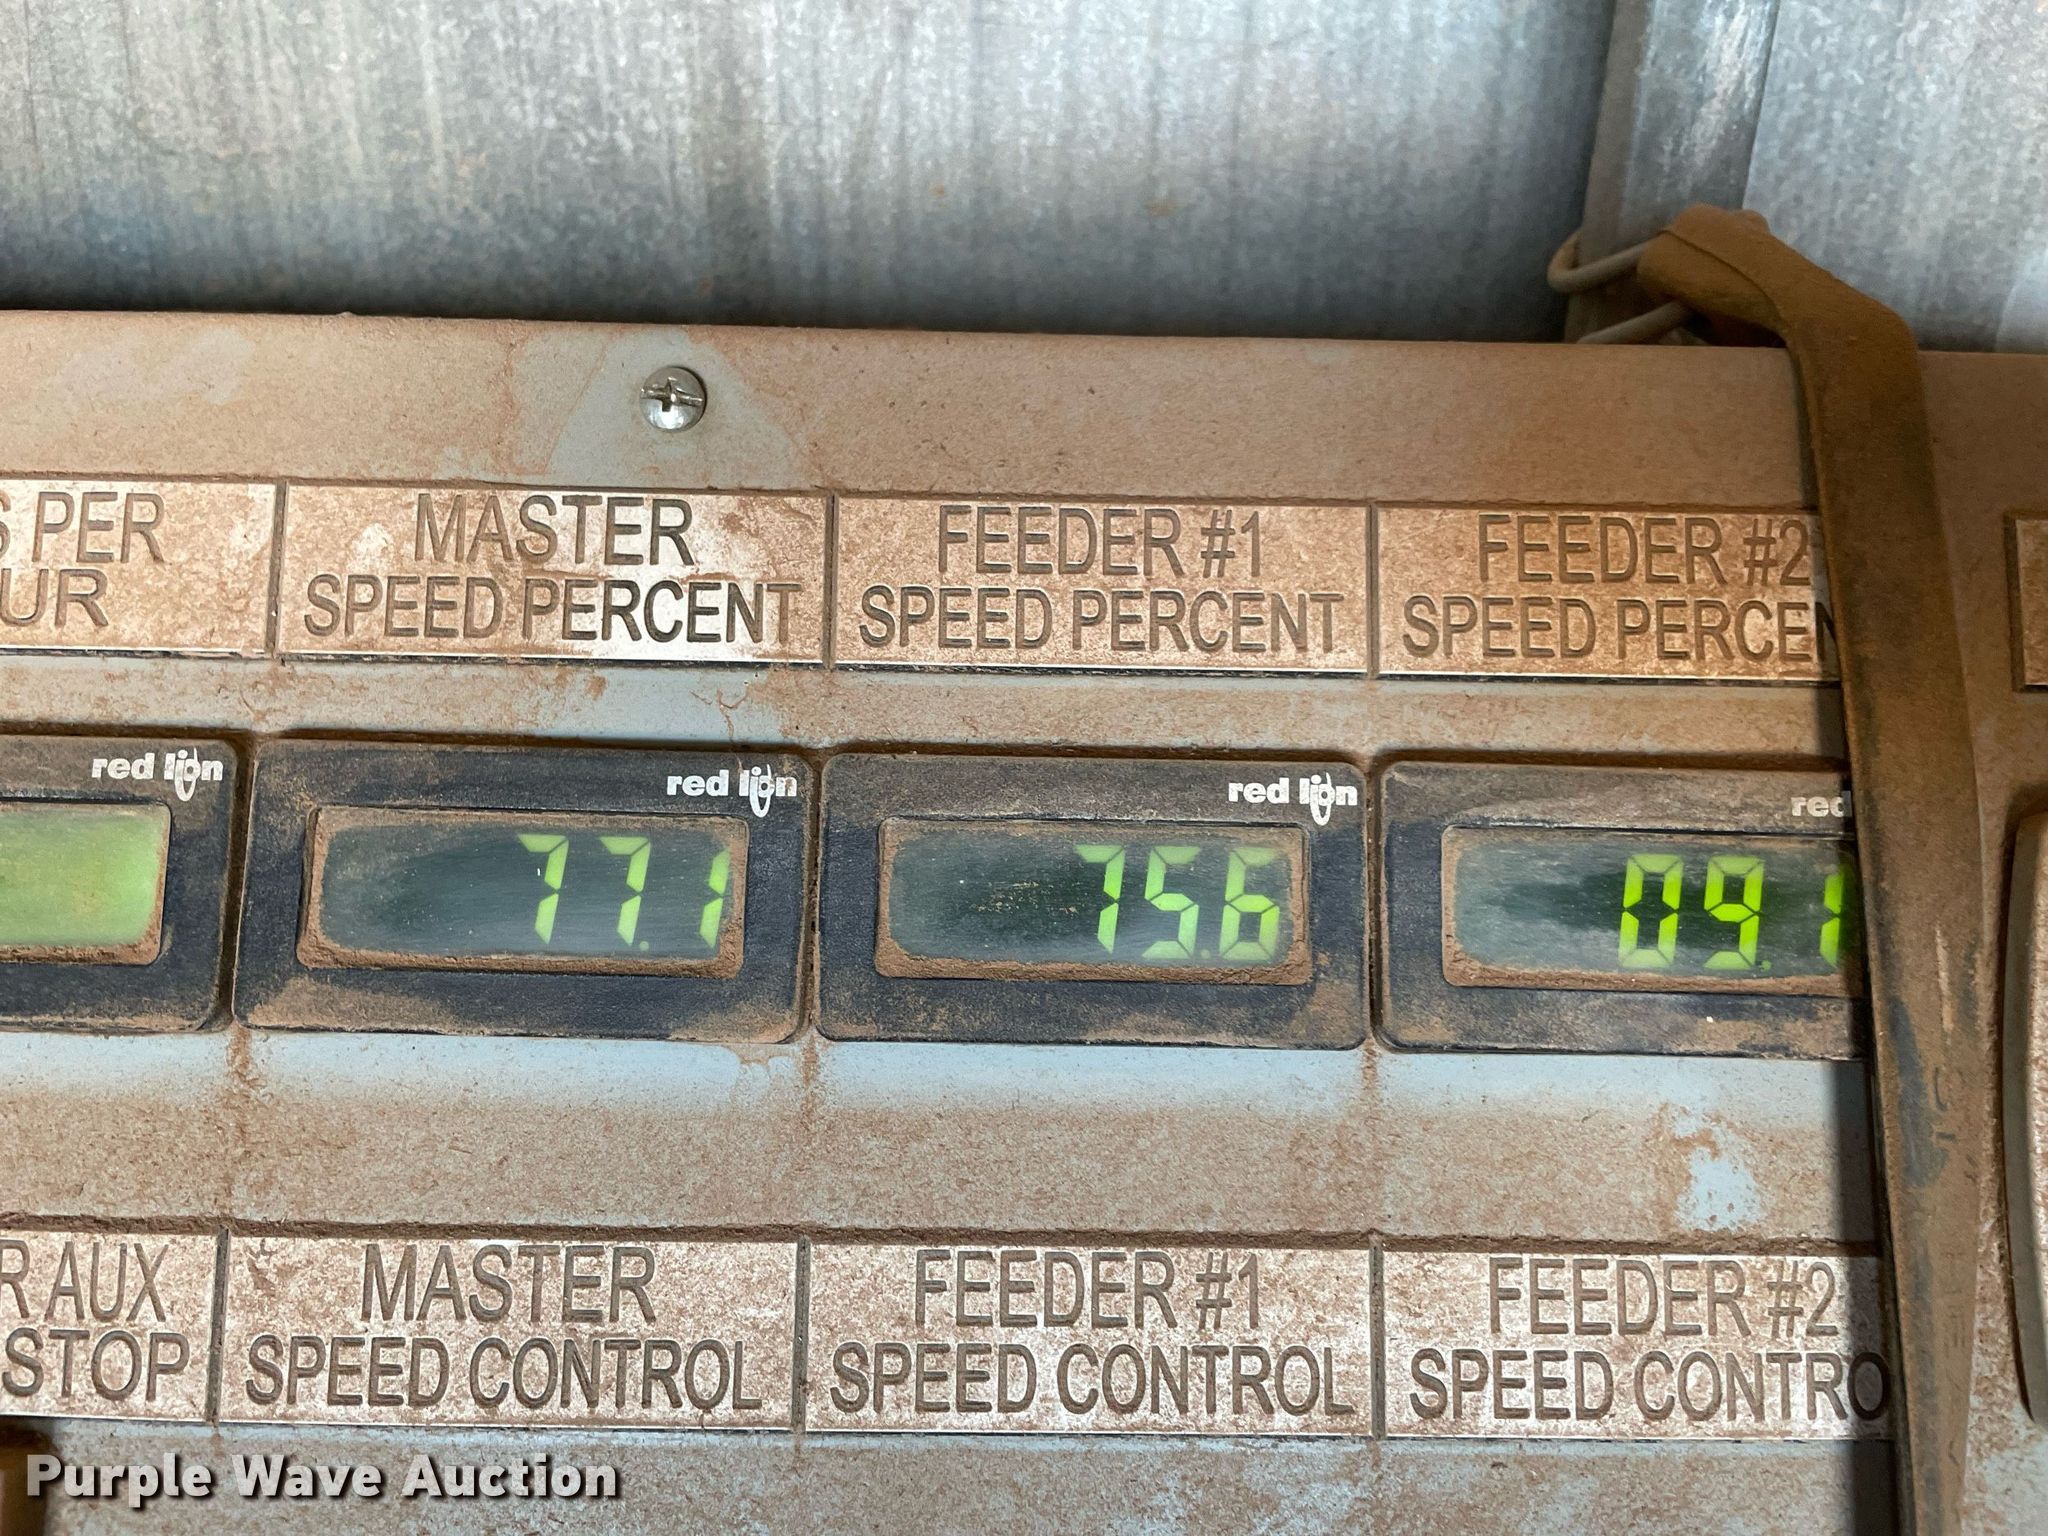 S PER
UR
MASTER
SPEED PERCENT
FEEDER #1
SPEED PERCENT
FEEDER #2
SPEED PERCEN
red lion
red lion
red lion
red
77.1
75.6
09.
R AUX
STOP
MASTER
SPEED CONTROL
FEEDER #1
SPEED CONTROL
FEEDER #2
SPEED CONTRO
Purple Wave Auction